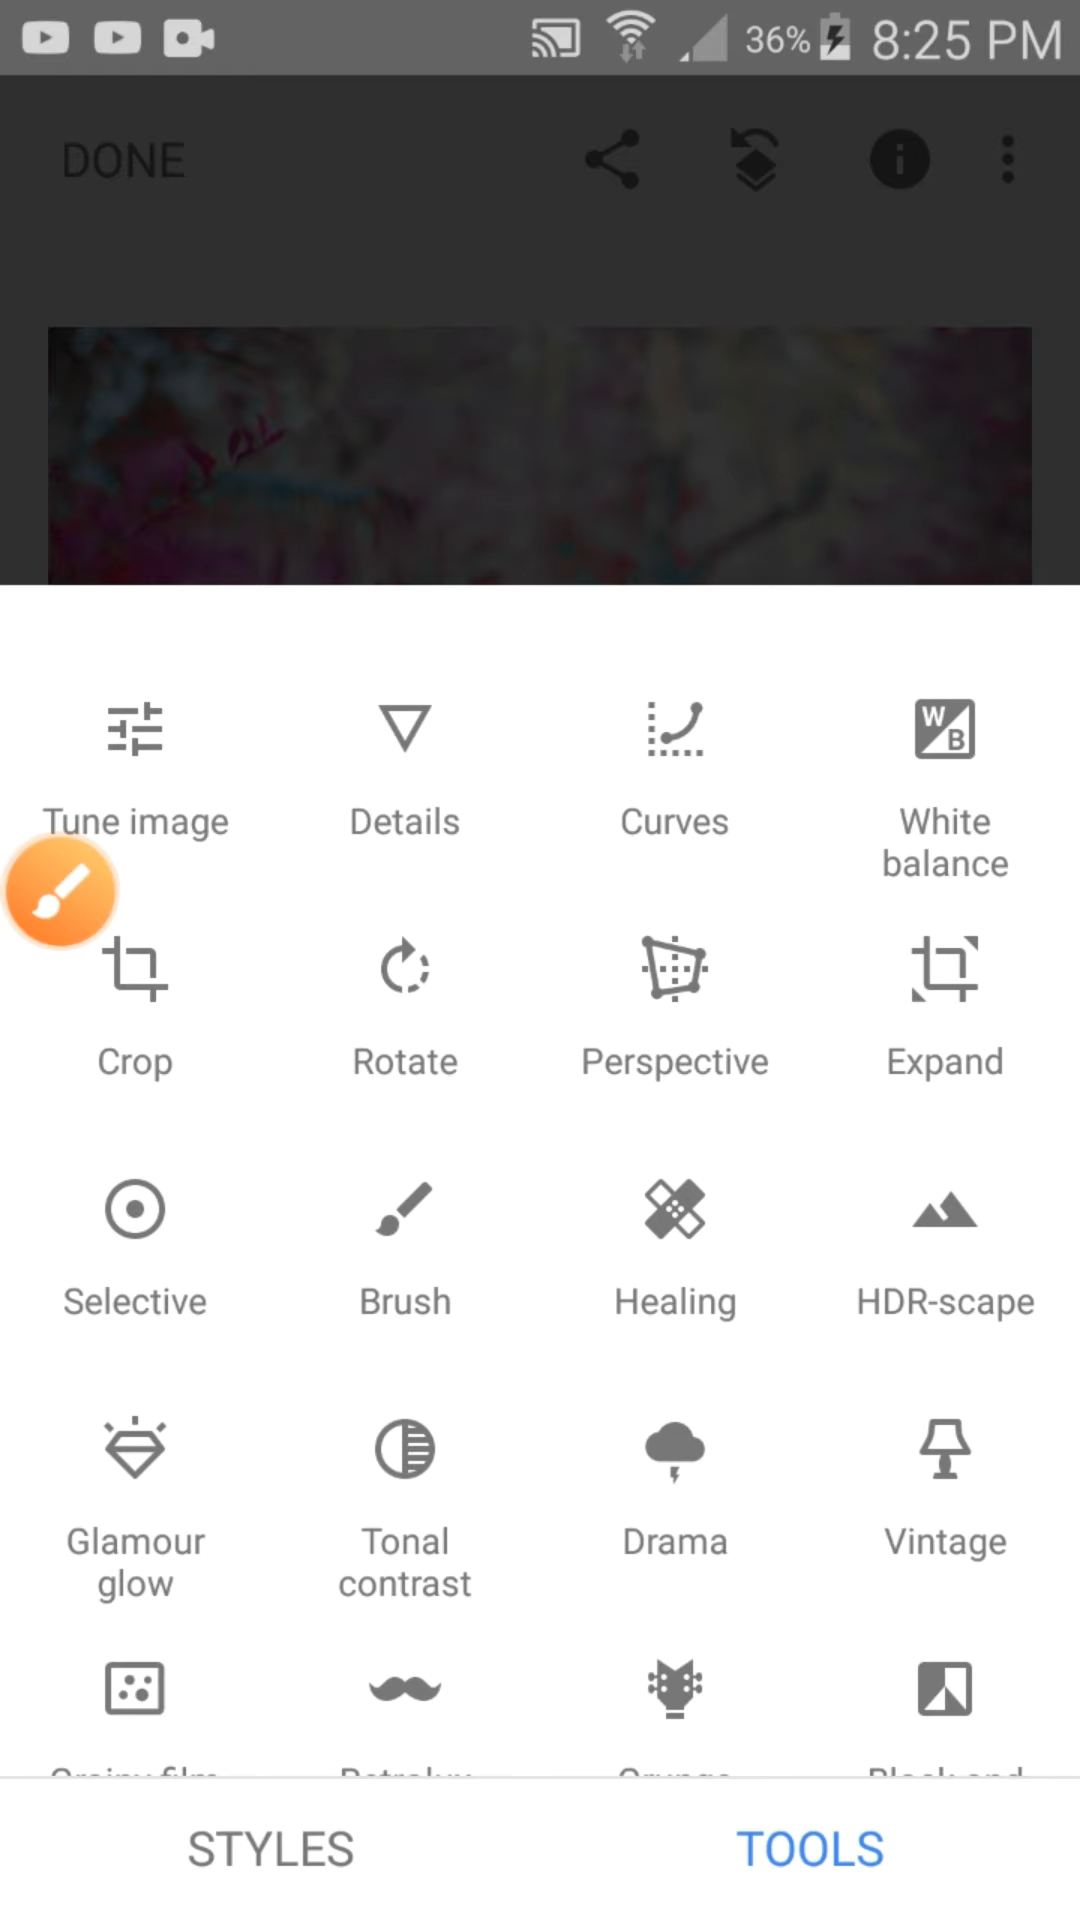 36% 8:25 PM
DONE
Tune image Details Curves White balance
Crop Rotate Perspective Expand
Selective Brush Healing HDR-scape
Glamour glow Tonal contrast Drama Vintage
STYLES TOOLS